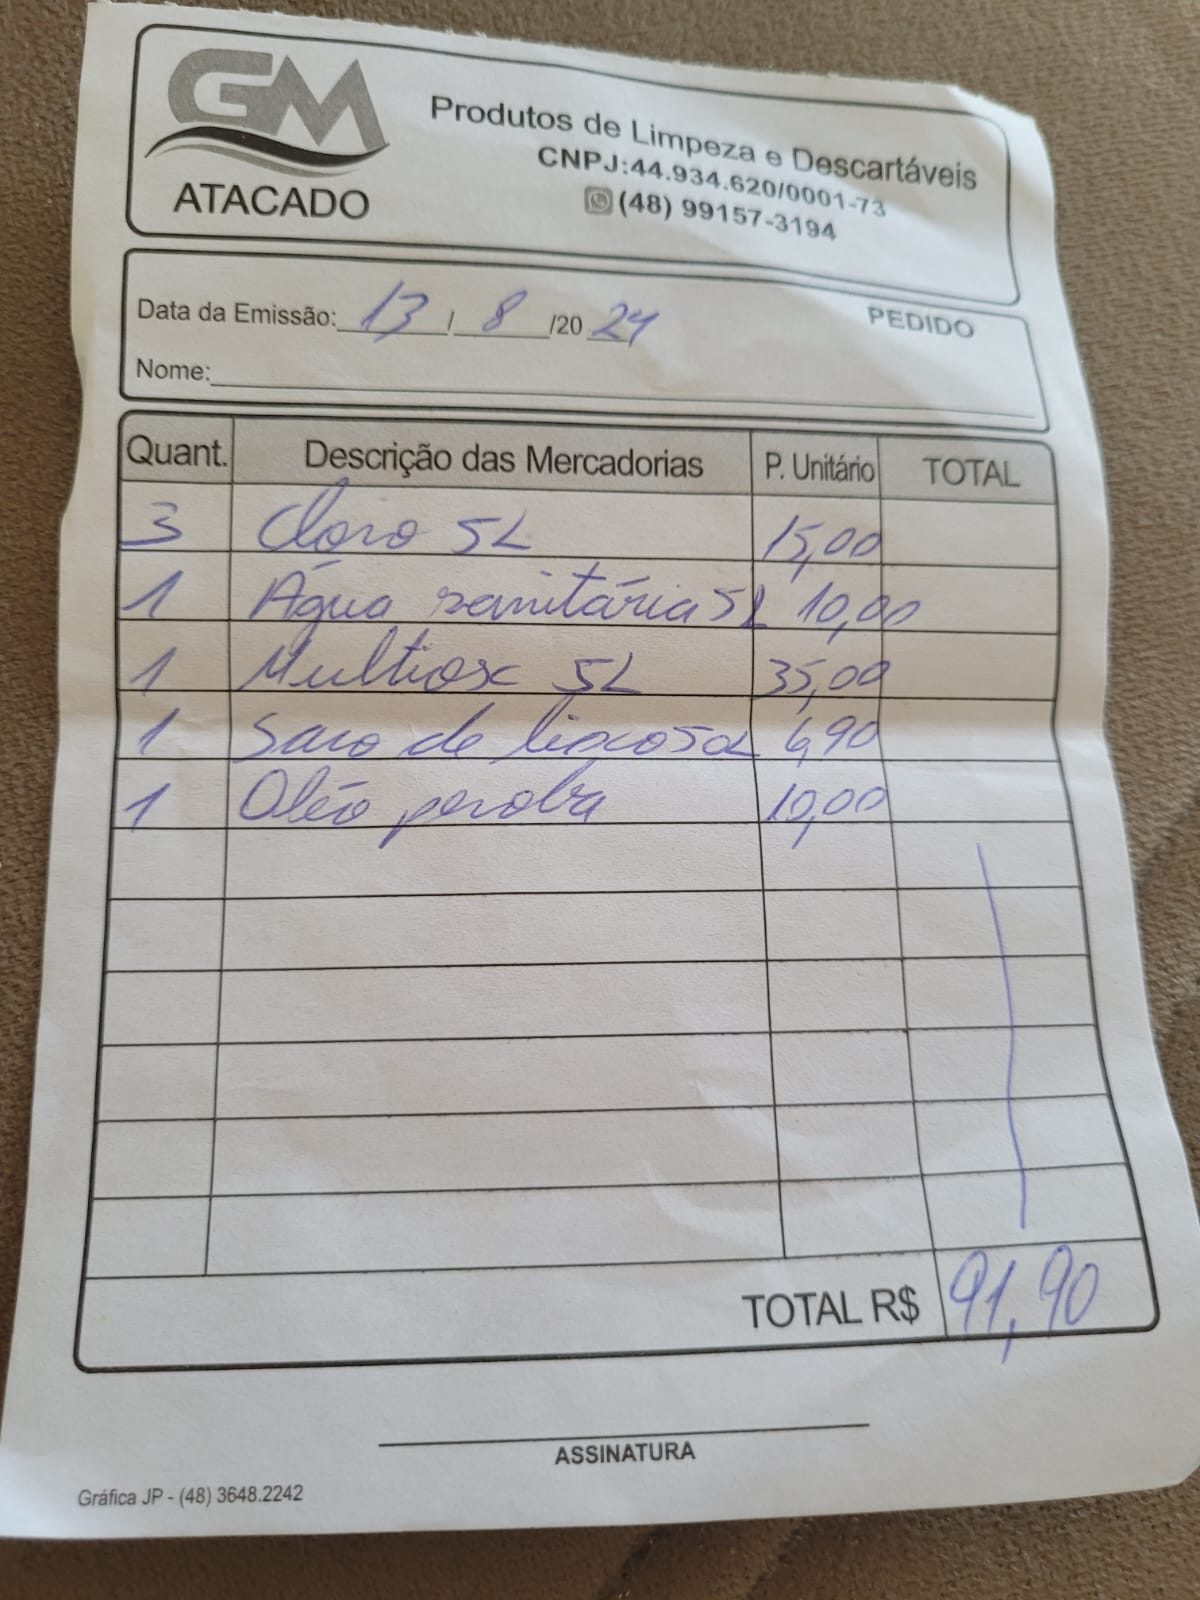 GM
ATACADO
Produtos de Limpeza e Descartáveis
CNPJ:44.934.620/0001-73
(48) 99157-3194
Data da Emissão: 13 / 8 /20 24
PEDIDO
Nome:
Quant. Descrição das Mercadorias P. Unitário TOTAL
3 Cloro 5L 15,00
1 Água sanitária 5L 10,00
1 Multiosc 5L 35,00
1 Saco de lixo 50L 6,90
1 Oléo peroba 10,00
TOTAL R$ 91,90
ASSINATURA
Gráfica JP - (48) 3648.2242